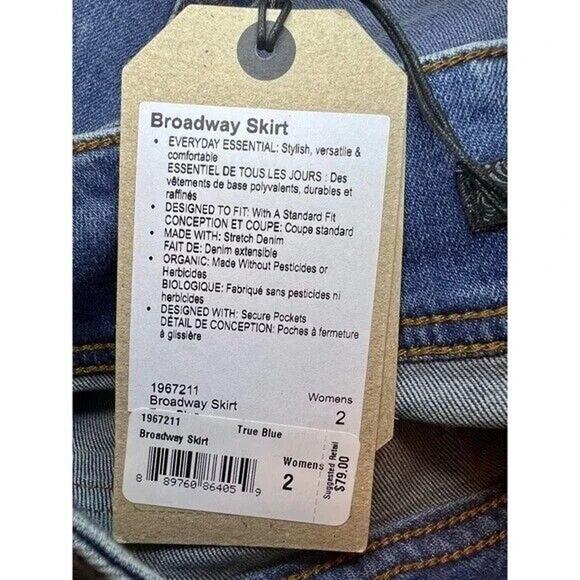 Broadway Skirt
• EVERYDAY ESSENTIAL: Stylish, versatile &
comfortable
ESSENTIEL DE TOUS LES JOURS : Des
vêtements de base polyvalents, durables et
raffinés
• DESIGNED TO FIT: With A Standard Fit
CONCEPTION ET COUPE: Coupe standard
• MADE WITH: Stretch Denim
FAIT DE: Denim extensible
• ORGANIC: Made Without Pesticides or
Herbicides
BIOLOGIQUE: Fabriqué sans pesticides ni
herbicides
• DESIGNED WITH: Secure Pockets
DÉTAIL DE CONCEPTION: Poches à fermeture
à glissière
1967211
Broadway Skirt
Womens
2
1967211
True Blue
Broadway Skirt
Womens
2
8 89760 86405 9
Suggested Retail
$79.00